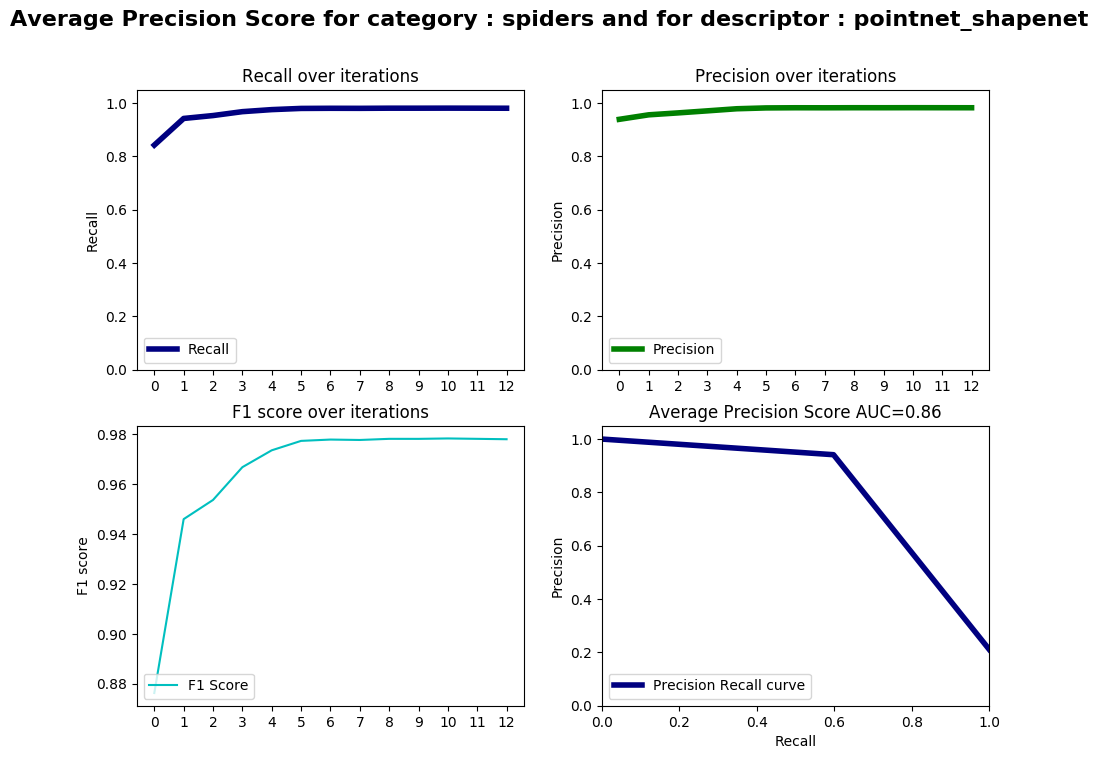 Average Precision Score for category : spiders and for descriptor : pointnet_shapenet
Recall over iterations
1.0
0.8
0.6
0.4
0.2
0.0
Recall
Recall
0 1 2 3 4 5 6 7 8 9 10 11 12
Precision over iterations
1.0
0.8
0.6
0.4
0.2
0.0
Precision
Precision
0 1 2 3 4 5 6 7 8 9 10 11 12
F1 score over iterations
0.98
0.96
0.94
0.92
0.90
0.88
F1 score
F1 Score
0 1 2 3 4 5 6 7 8 9 10 11 12
Average Precision Score AUC=0.86
1.0
0.8
0.6
0.4
0.2
0.0
Precision
Precision Recall curve
0.0 0.2 0.4 0.6 0.8 1.0
Recall